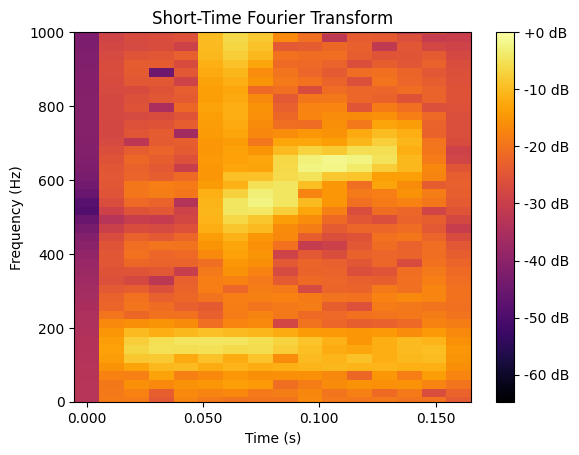 Short-Time Fourier Transform
1000
800
600
400
200
0
Frequency (Hz)
0.000
0.050
0.100
0.150
Time (s)
+0 dB
-10 dB
-20 dB
-30 dB
-40 dB
-50 dB
-60 dB